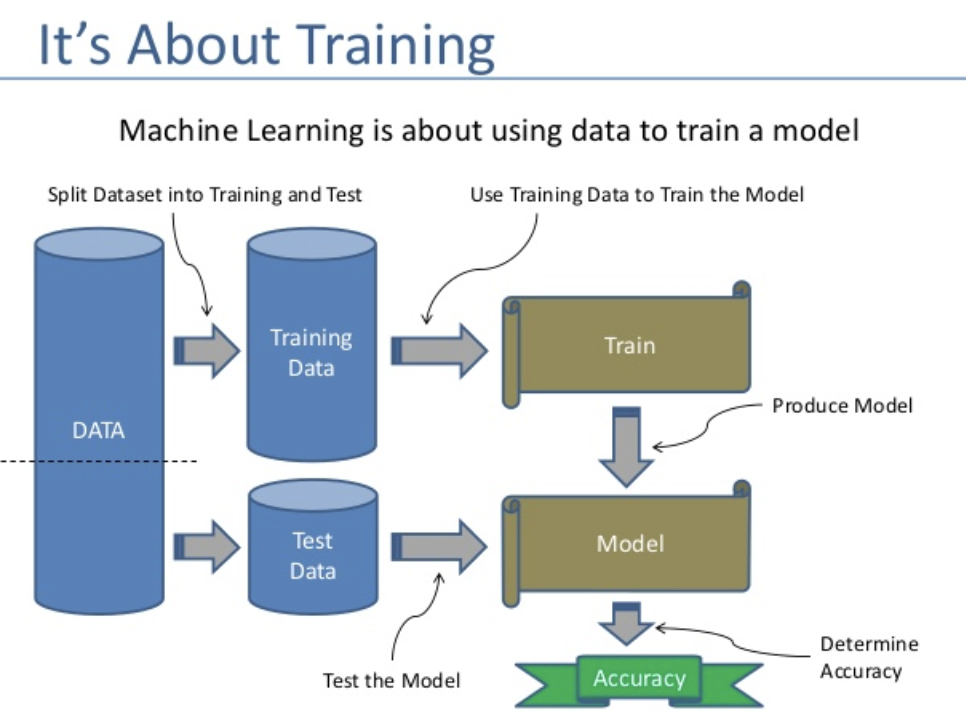 It's About Training
Machine Learning is about using data to train a model
Split Dataset into Training and Test
Use Training Data to Train the Model
DATA
Training
Data
Train
Produce Model
Test
Data
Model
Test the Model
Determine
Accuracy
Accuracy